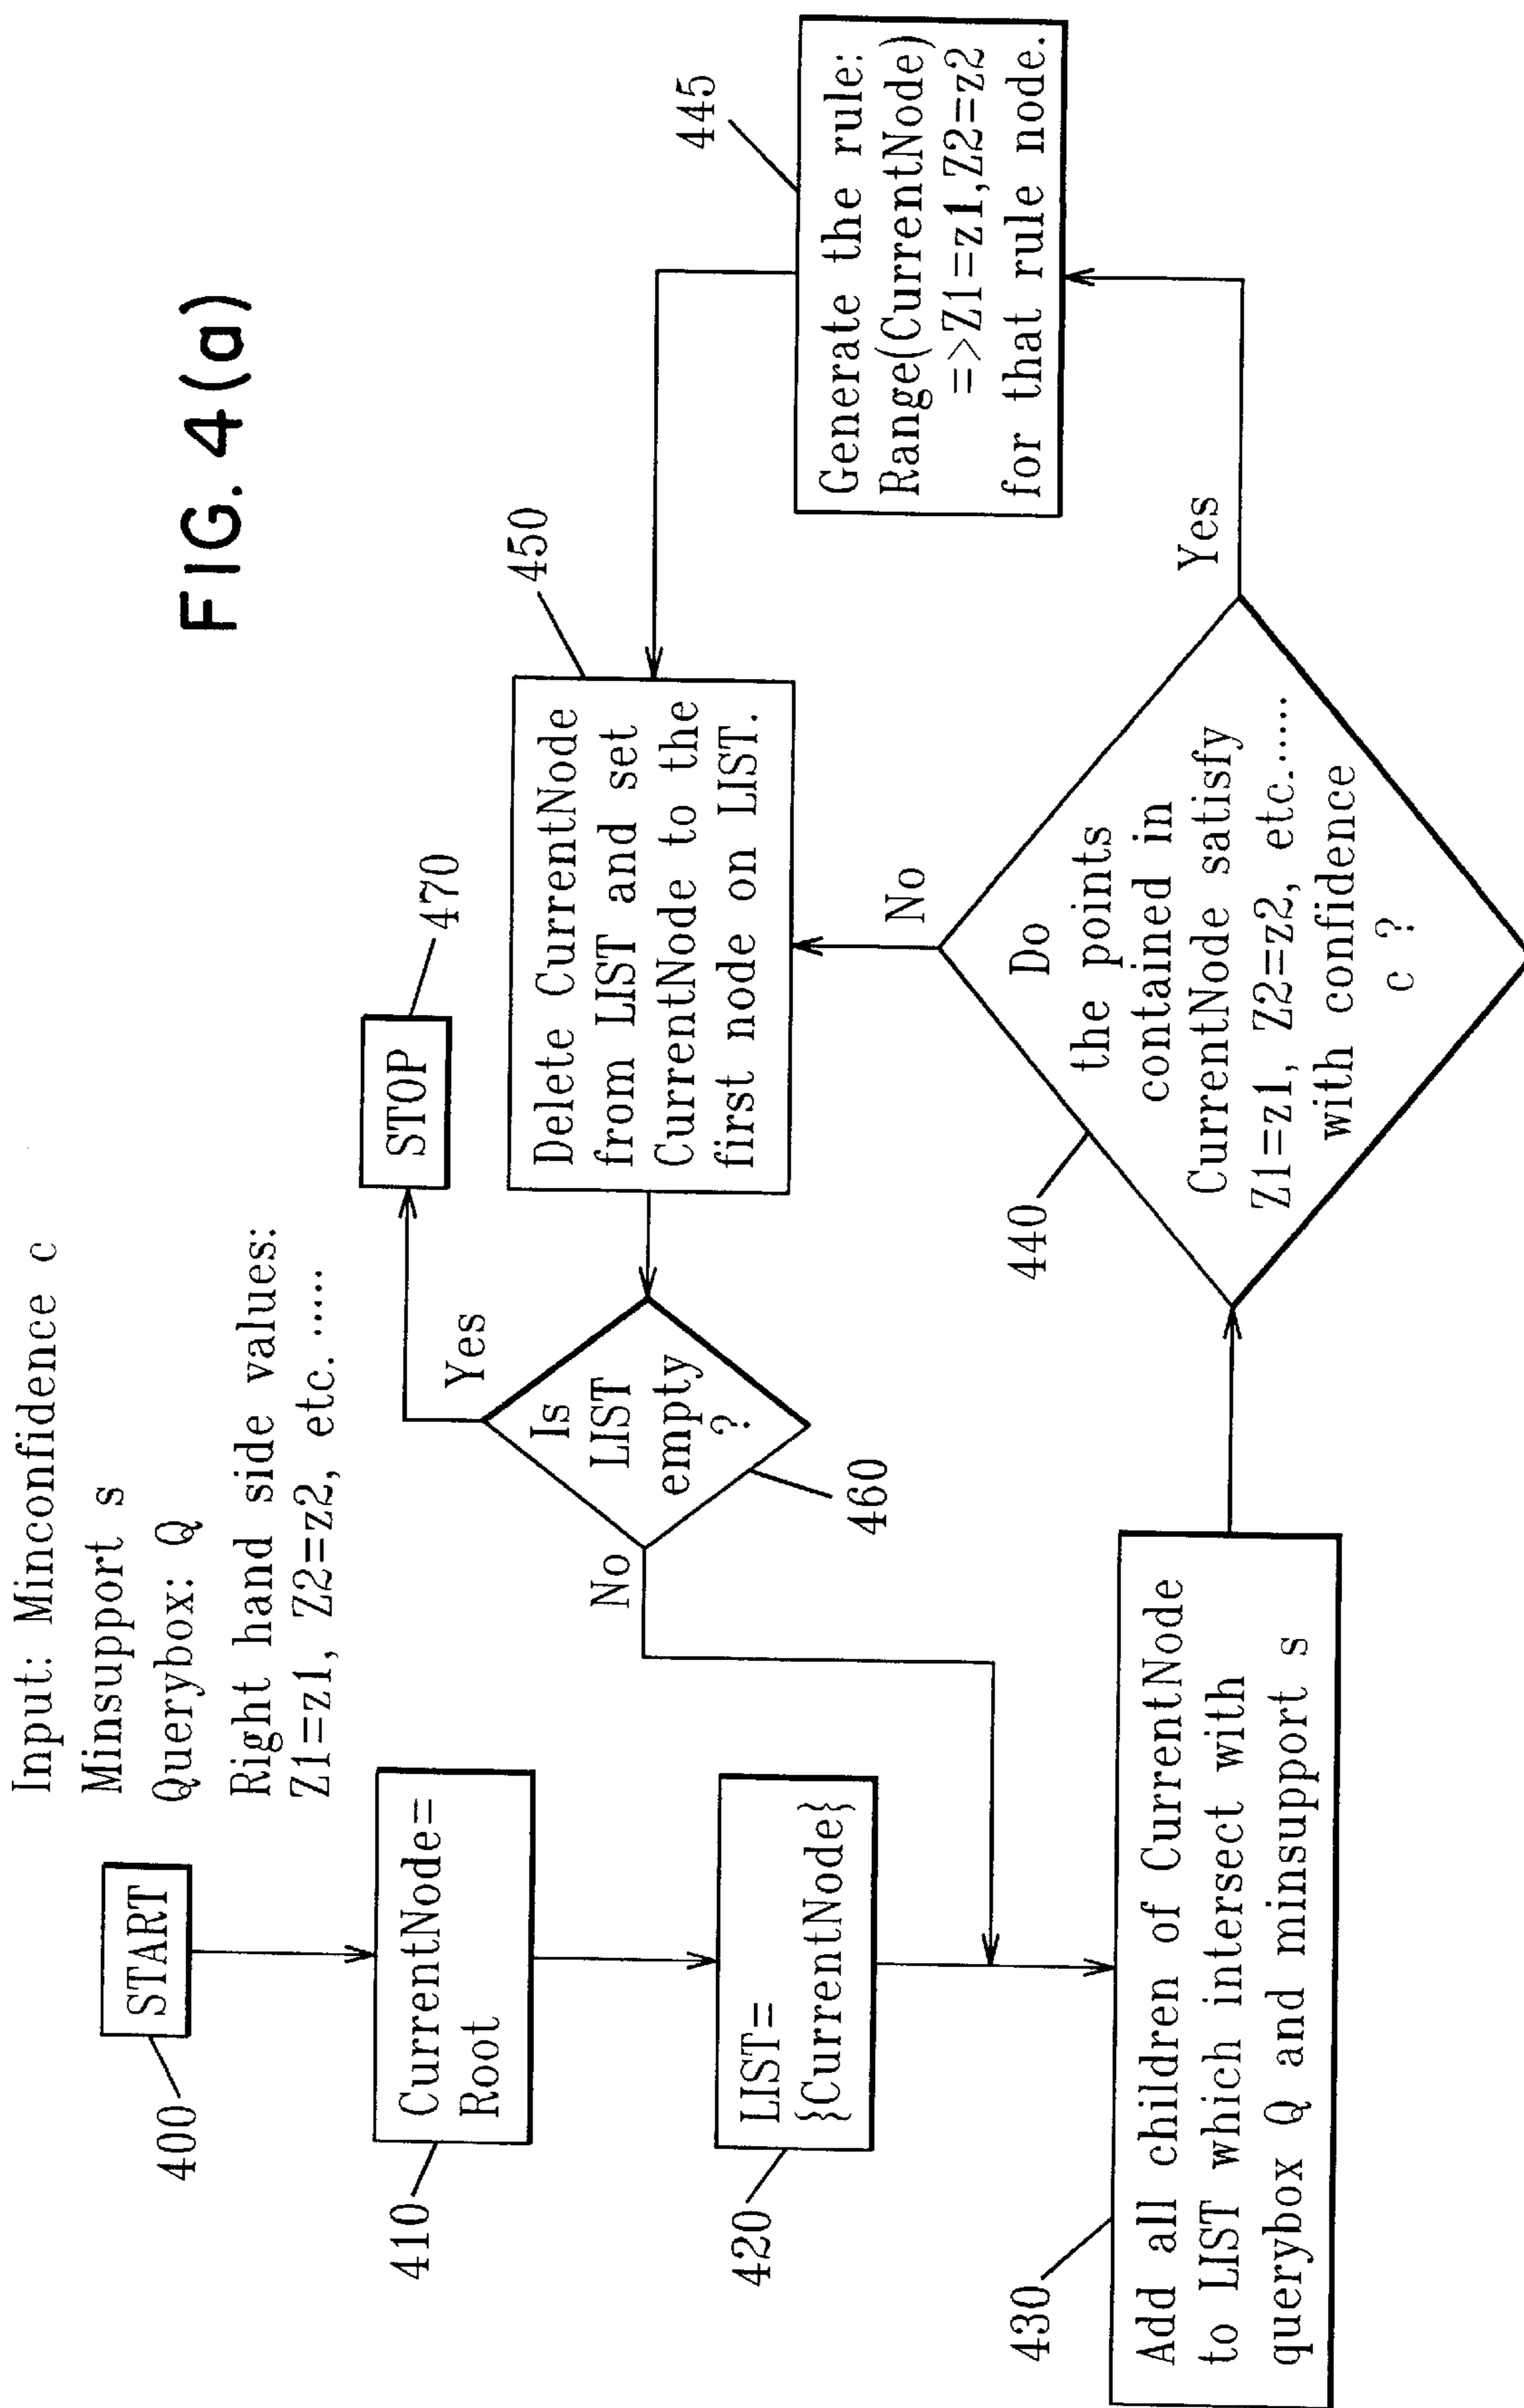 FIG. 4(a)
Input: Minconfidence c
Minsupport s
Querybox: Q
Right hand side values:
Z1=z1, Z2=z2, etc. .....
START
400
CurrentNode=
Root
410
LIST=
{CurrentNode}
420
Add all children of CurrentNode
to LIST which intersect with
querybox Q and minsupport s
430
Do
the points
contained in
CurrentNode satisfy
Z1=z1, Z2=z2, etc......
with confidence
c ?
440
Yes
No
Generate the rule:
Range(CurrentNode)
=>Z1=z1,Z2=z2
for that rule node.
445
Delete CurrentNode
from LIST and set
CurrentNode to the
first node on LIST.
450
Is
LIST
empty
?
460
No
Yes
STOP
470